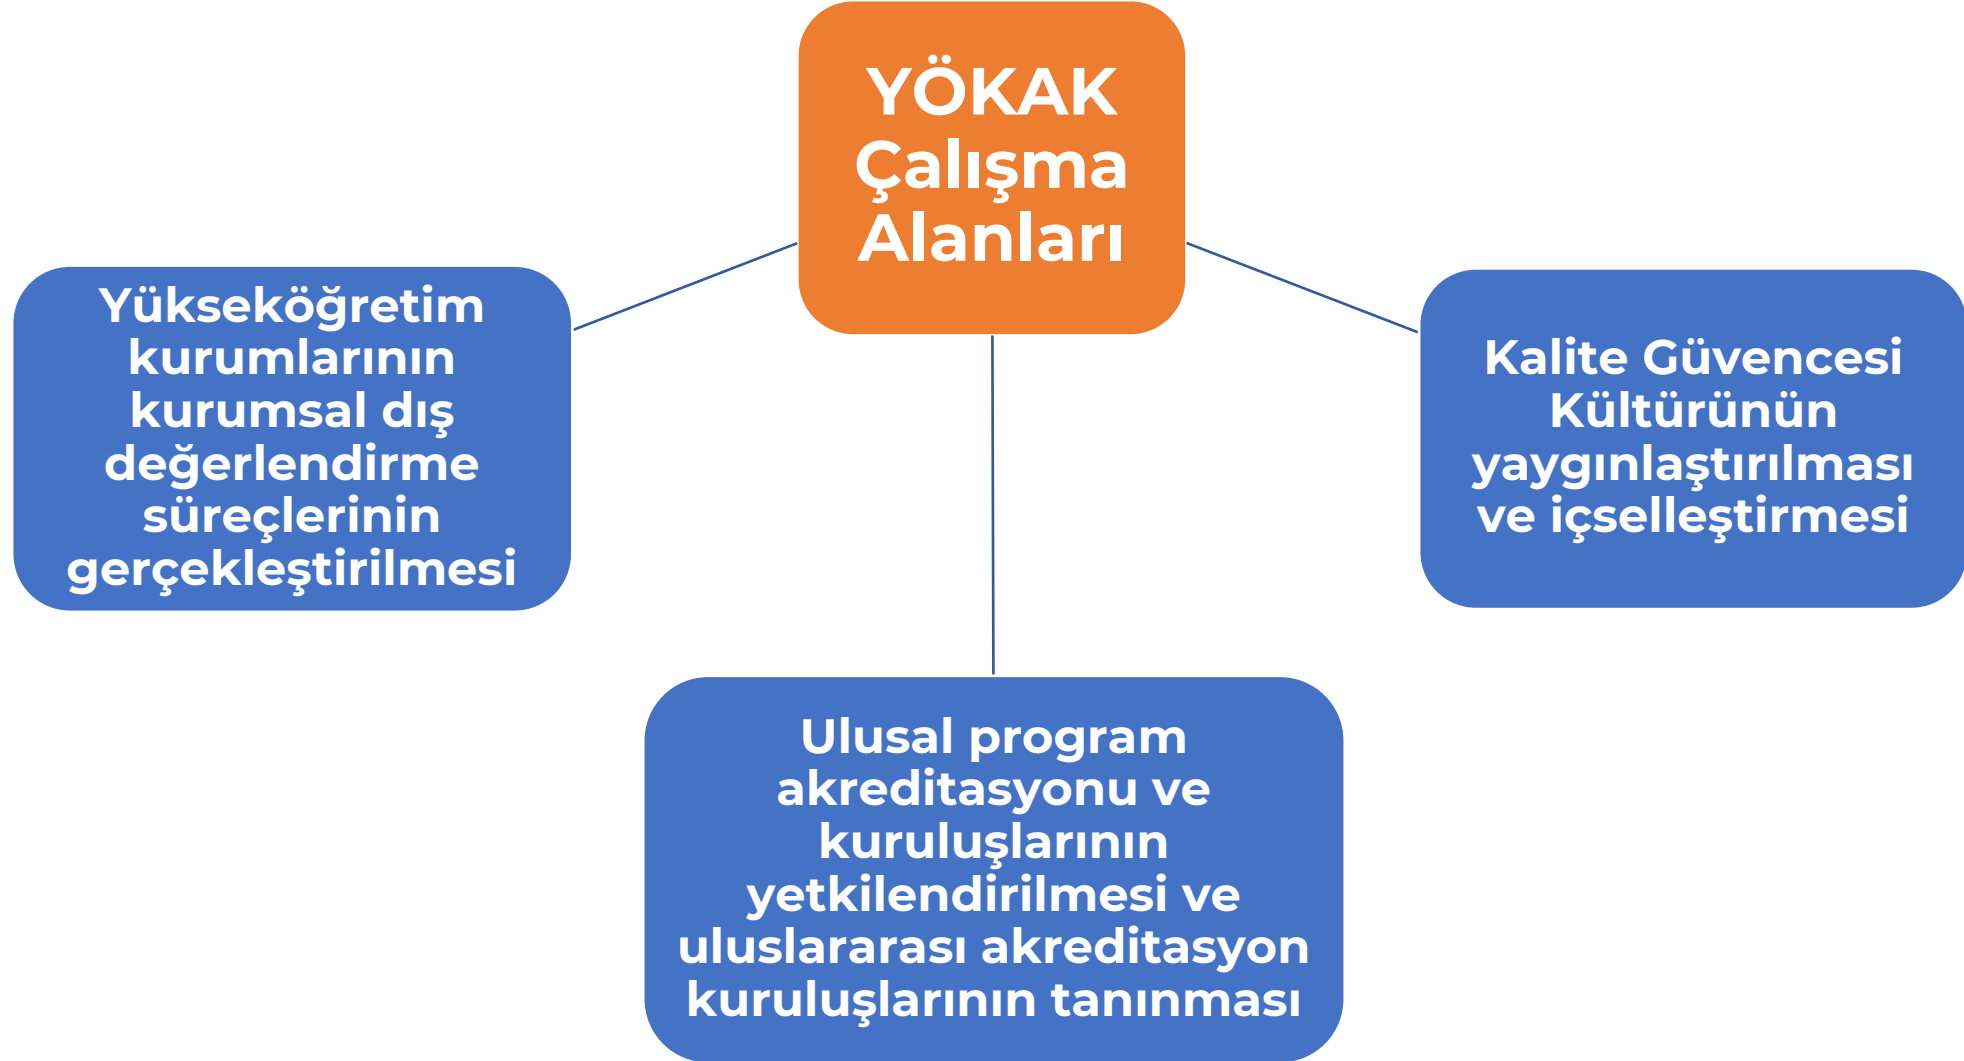 YÖKAK
Çalışma
Alanları
Yükseköğretim
kurumlarının
kurumsal dış
değerlendirme
süreçlerinin
gerçekleştirilmesi
Kalite Güvencesi
Kültürünün
yaygınlaştırılması
ve içselleştirmesi
Ulusal program
akreditasyonu ve
kuruluşlarının
yetkilendirilmesi ve
uluslararası akreditasyon
kuruluşlarının tanınması